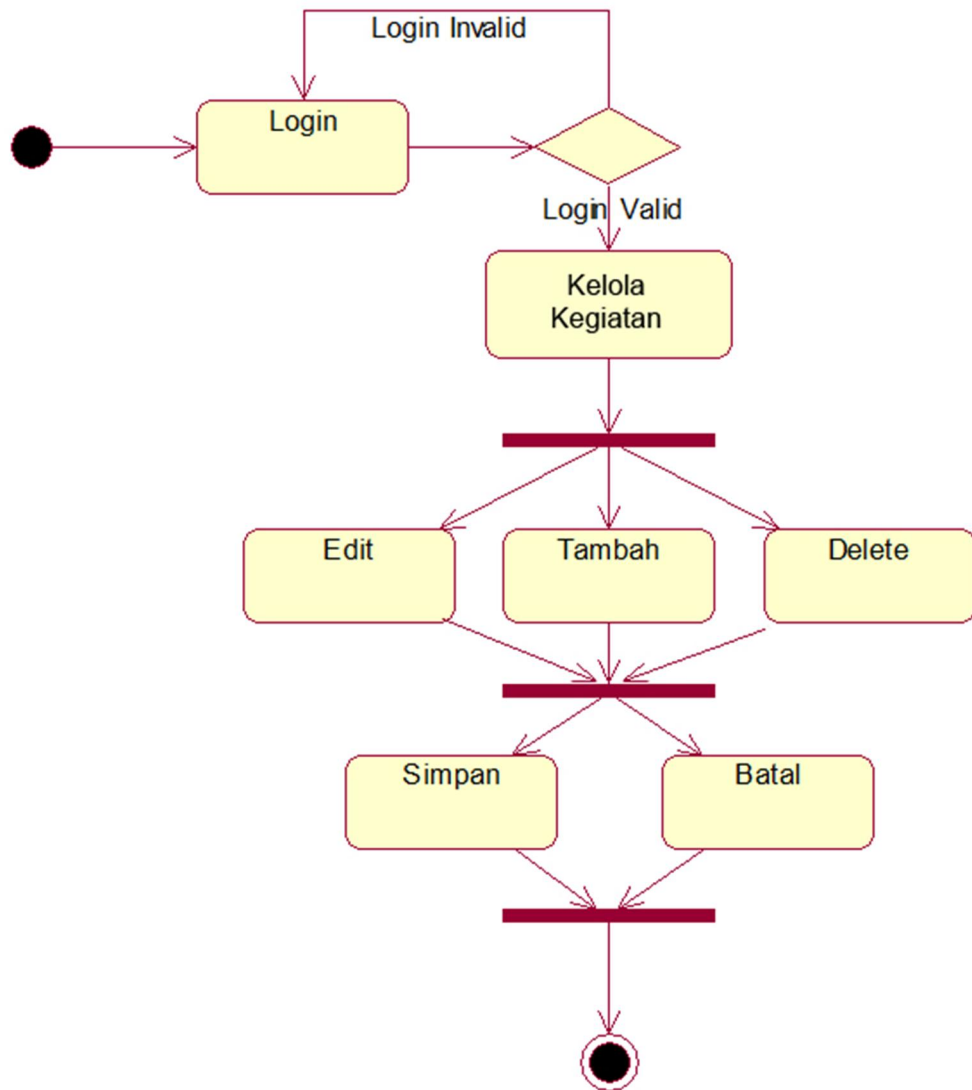 Login Invalid
Login
Login Valid
Kelola
Kegiatan
Edit
Tambah
Delete
Simpan
Batal